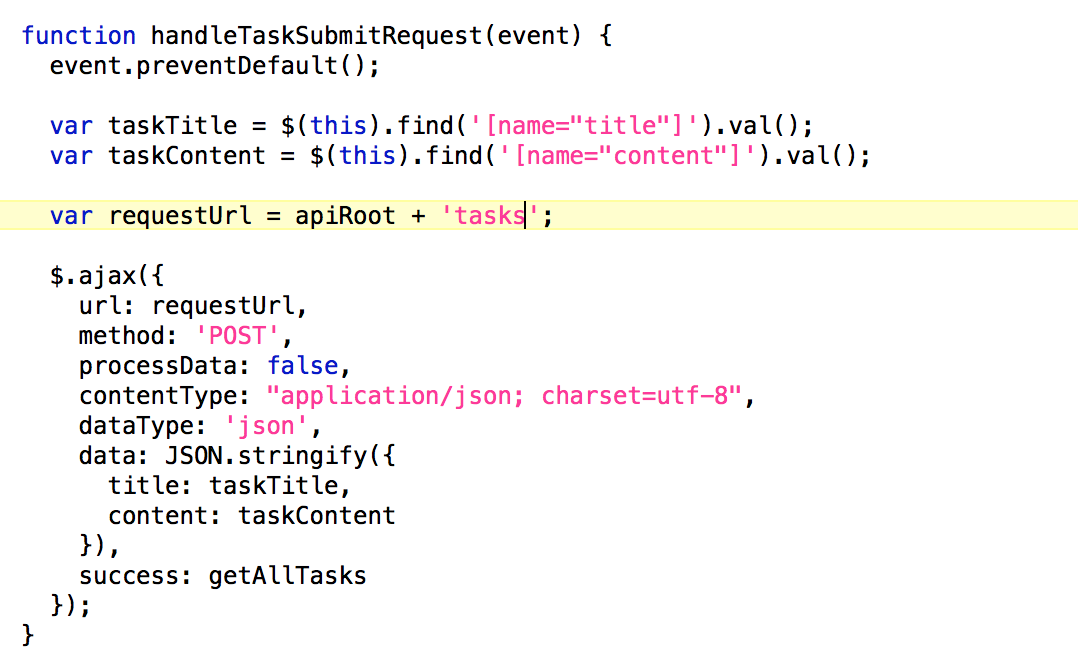 function handleTaskSubmitRequest(event) {
  event.preventDefault();

  var taskTitle = $(this).find('[name="title"]').val();
  var taskContent = $(this).find('[name="content"]').val();

  var requestUrl = apiRoot + 'tasks';

  $.ajax({
    url: requestUrl,
    method: 'POST',
    processData: false,
    contentType: "application/json; charset=utf-8",
    dataType: 'json',
    data: JSON.stringify({
      title: taskTitle,
      content: taskContent
    }),
    success: getAllTasks
  });
}